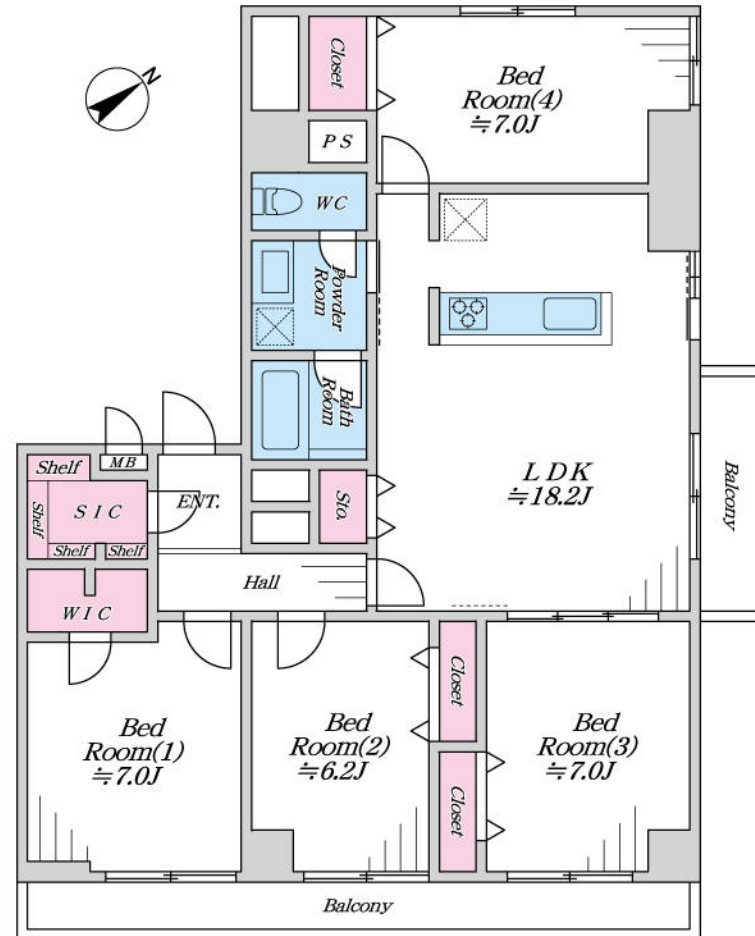 N
Closet
Bed
Room(4)
≒7.0J
PS
WC
Powder
Room
Bath
Room
LDK
≒18.2J
Balcony
Shelf
MB
SIC
Shelf
Shelf
Shelf
ENT.
Sto.
Hall
WIC
Bed
Room(1)
≒7.0J
Bed
Room(2)
≒6.2J
Closet
Closet
Bed
Room(3)
≒7.0J
Balcony